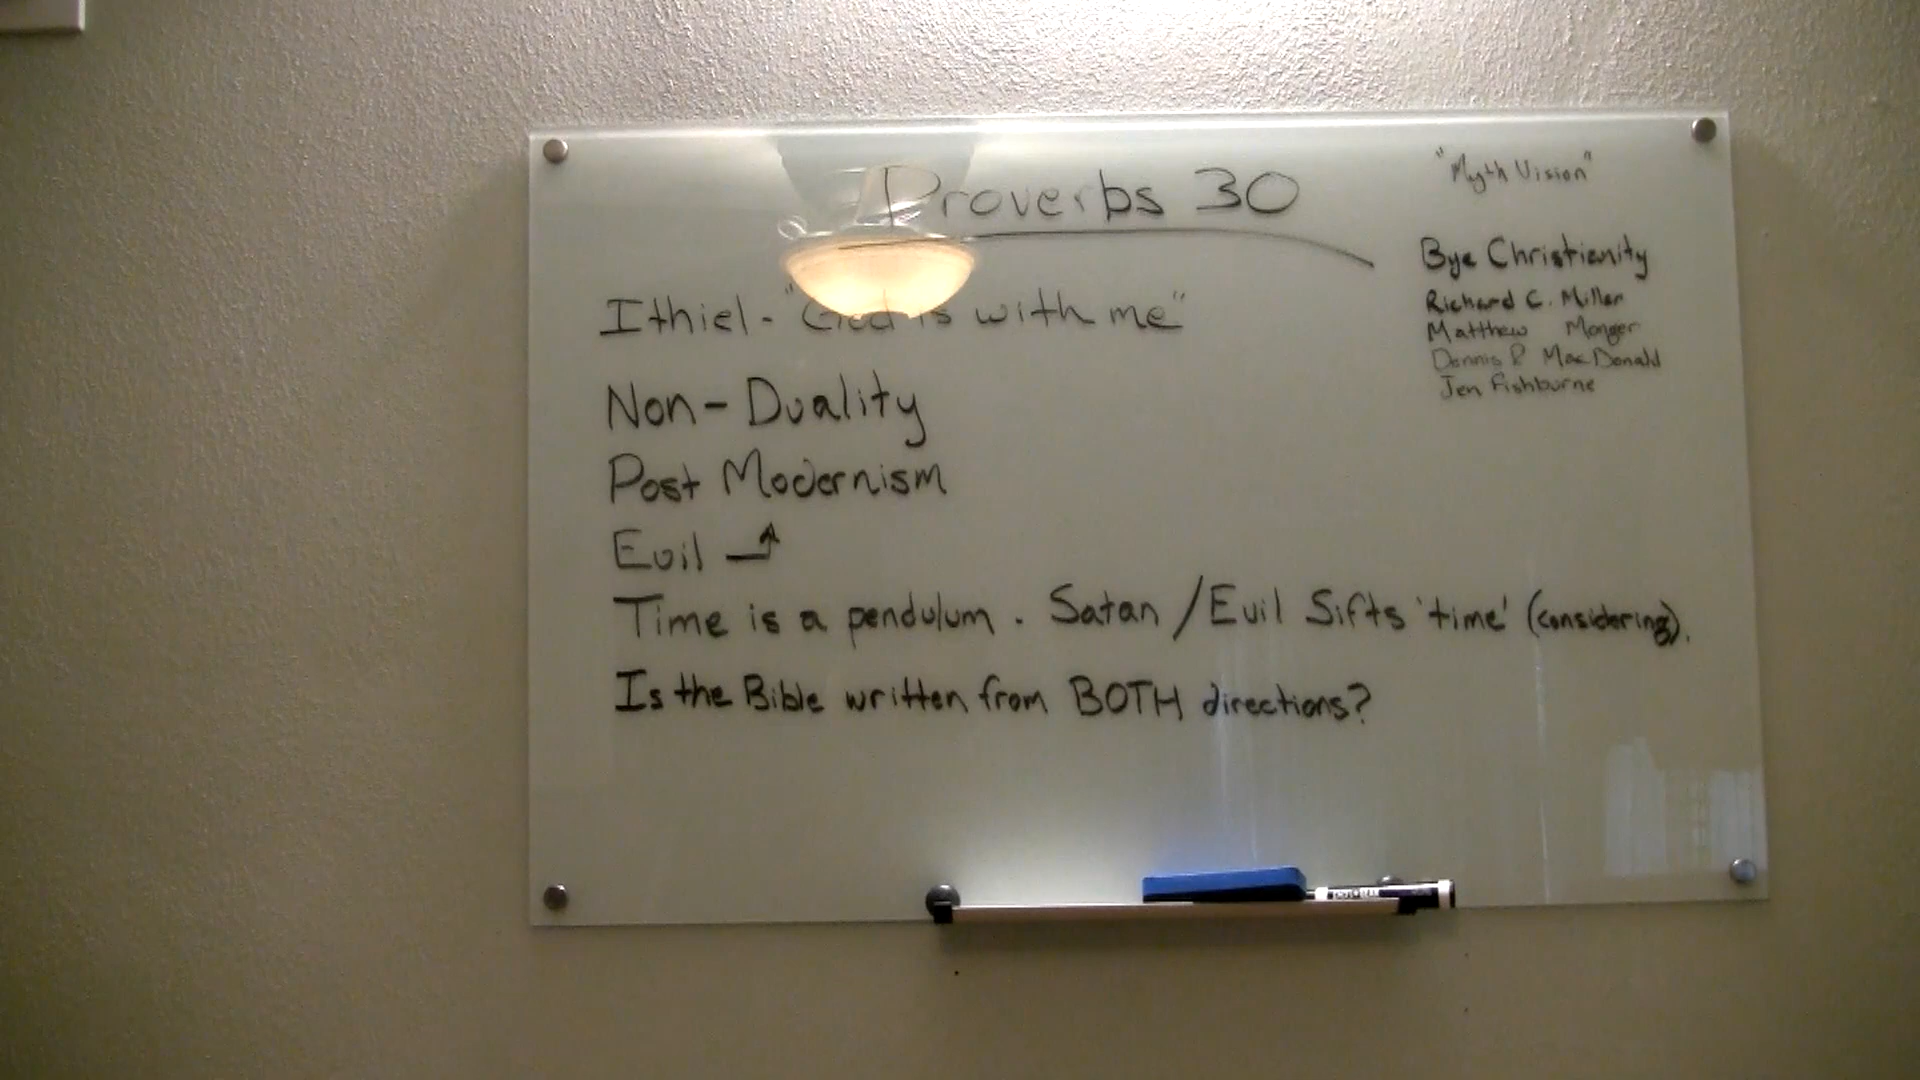 Proverbs 30
Ithiel - "God is with me"
Non-Duality
Post Modernism
Evil
Time is a pendulum. Satan / Evil Sifts 'time' (considering).
Is the Bible written from BOTH directions?
"Myth Vision"
Bye Christianity
Richard C. Miller
Matthew Monger
Dennis R MacDonald
Jen Fishburne